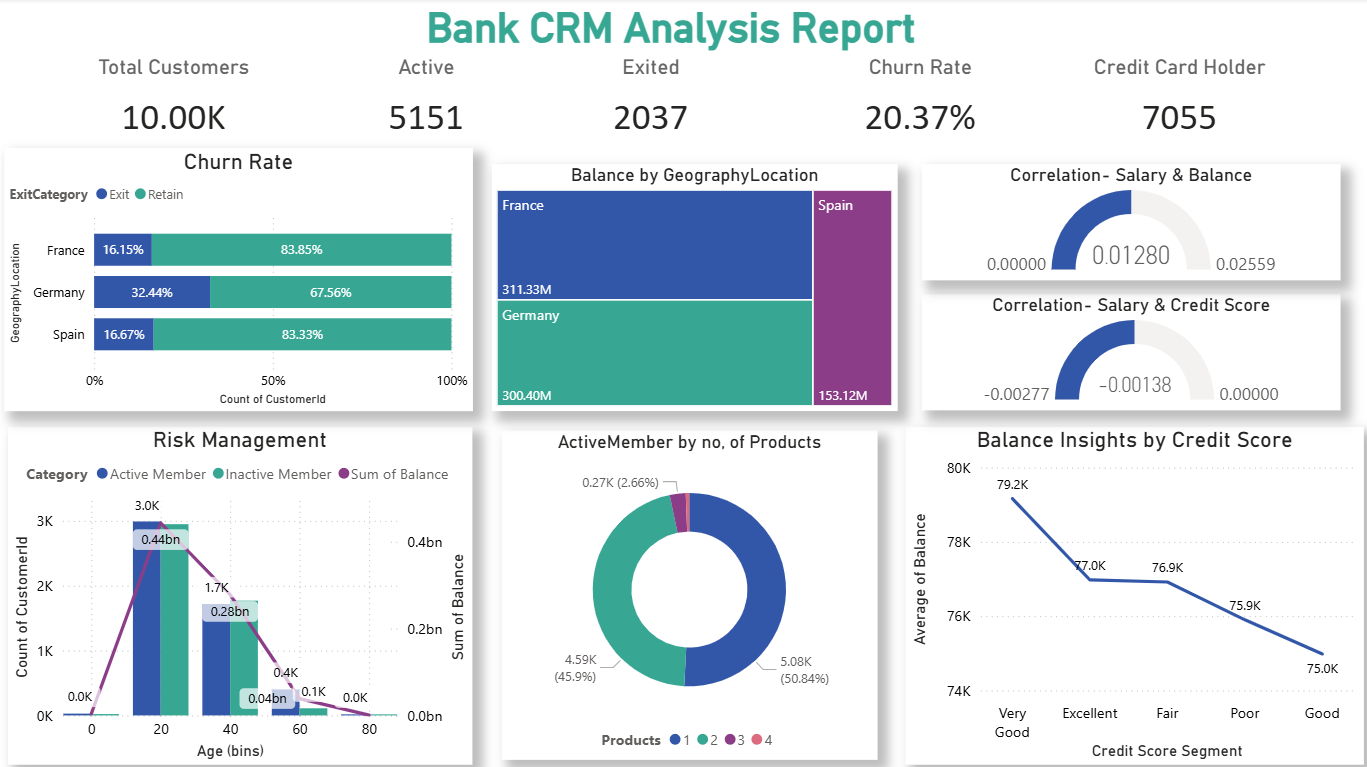 Bank CRM Analysis Report
Total Customers
Active
Exited
Churn Rate
Credit Card Holder
10.00K
5151
2037
20.37%
7055
Churn Rate
ExitCategory Exit Retain
GeographyLocation
France 16.15% 83.85%
Germany 32.44% 67.56%
Spain 16.67% 83.33%
0% 50% 100%
Count of CustomerId
Balance by GeographyLocation
France
311.33M
Germany
300.40M
Spain
153.12M
Correlation- Salary & Balance
0.00000 0.01280 0.02559
Correlation- Salary & Credit Score
-0.00277 -0.00138 0.00000
Risk Management
Category Active Member Inactive Member Sum of Balance
Count of CustomerId
3K
2K
1K
0K
3.0K
0.44bn
1.7K
0.28bn
0.4K
0.04bn
0.1K
0.0K
0.0K
0.4bn
0.2bn
0.0bn
Sum of Balance
0 20 40 60 80
Age (bins)
ActiveMember by no, of Products
0.27K (2.66%)
4.59K
(45.9%)
5.08K
(50.84%)
Products 1 2 3 4
Balance Insights by Credit Score
Average of Balance
80K
78K
76K
74K
79.2K
77.0K
76.9K
75.9K
75.0K
Very
Good
Excellent
Fair
Poor
Good
Credit Score Segment